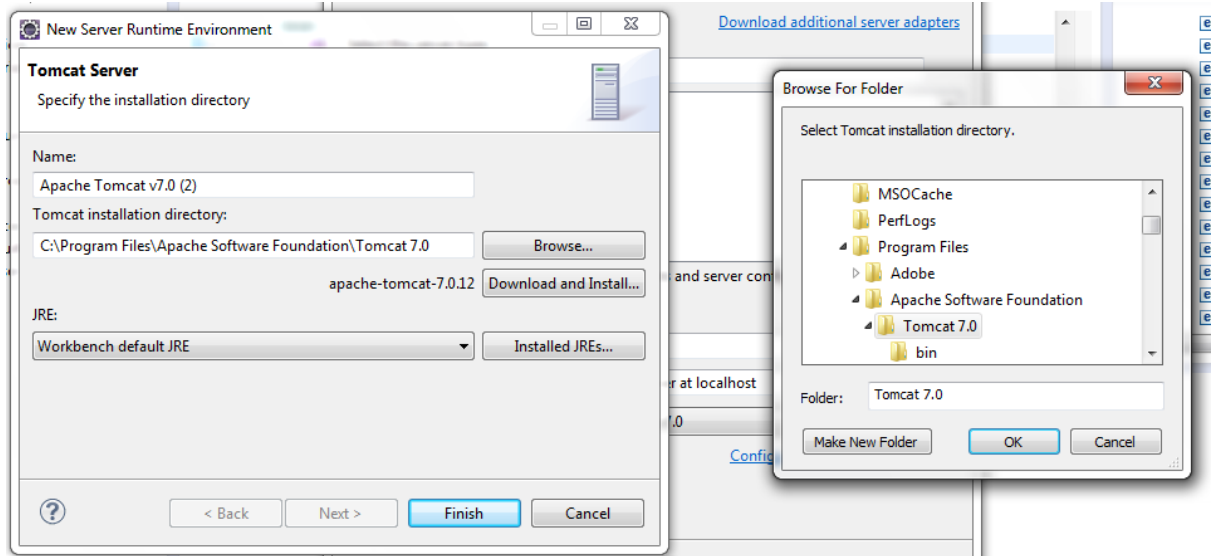 New Server Runtime Environment
Tomcat Server
Specify the installation directory
Name:
Apache Tomcat v7.0 (2)
Tomcat installation directory:
C:\Program Files\Apache Software Foundation\Tomcat 7.0
Browse...
apache-tomcat-7.0.12
Download and Install...
JRE:
Workbench default JRE
Installed JREs...
?
< Back
Next >
Finish
Cancel
Download additional server adapters
and server con
r at localhost
.0
Config
Browse For Folder
Select Tomcat installation directory.
MSOCache
PerfLogs
Program Files
Adobe
Apache Software Foundation
Tomcat 7.0
bin
Folder:
Tomcat 7.0
Make New Folder
OK
Cancel